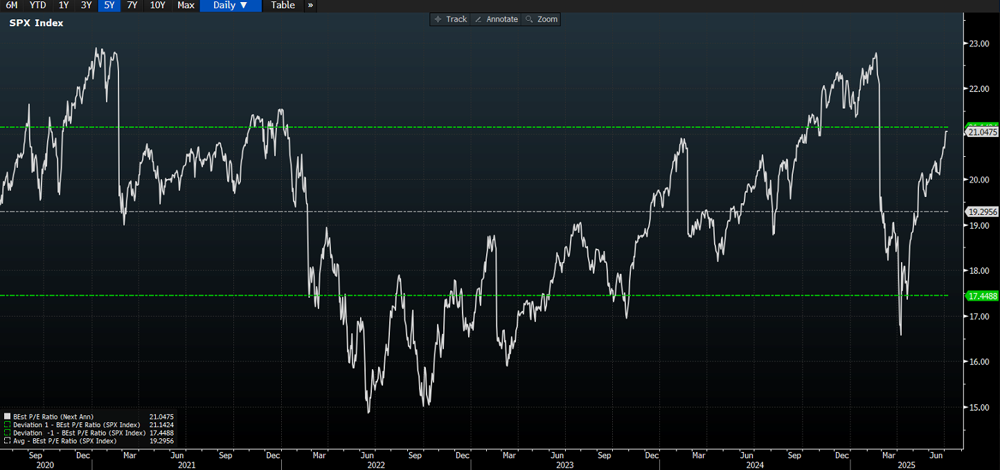 6M YTD 1Y 3Y 5Y 7Y 10Y Max Daily ▼ Table »
SPX Index
Track Annotate Zoom
23.00
22.00
21.0475
20.00
19.2956
19.00
18.00
17.4488
17.00
16.00
15.00
BEst P/E Ratio (Next Ann) 21.0475
Deviation 1 - BEst P/E Ratio (SPX Index) 21.1424
Deviation -1 - BEst P/E Ratio (SPX Index) 17.4488
Avg - BEst P/E Ratio (SPX Index) 19.2956
Sep Dec Mar Jun Sep Dec Mar Jun Sep Dec Mar Jun Sep Dec Mar Jun Sep Dec Mar Jun
2020 2021 2022 2023 2024 2025